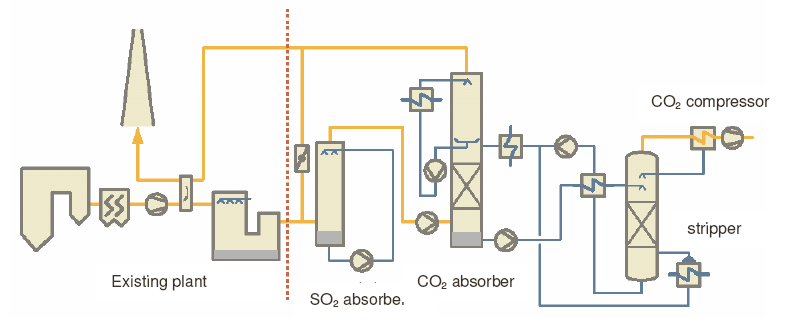 CO₂ compressor
stripper
Existing plant
CO₂ absorber
SO₂ absorbe.